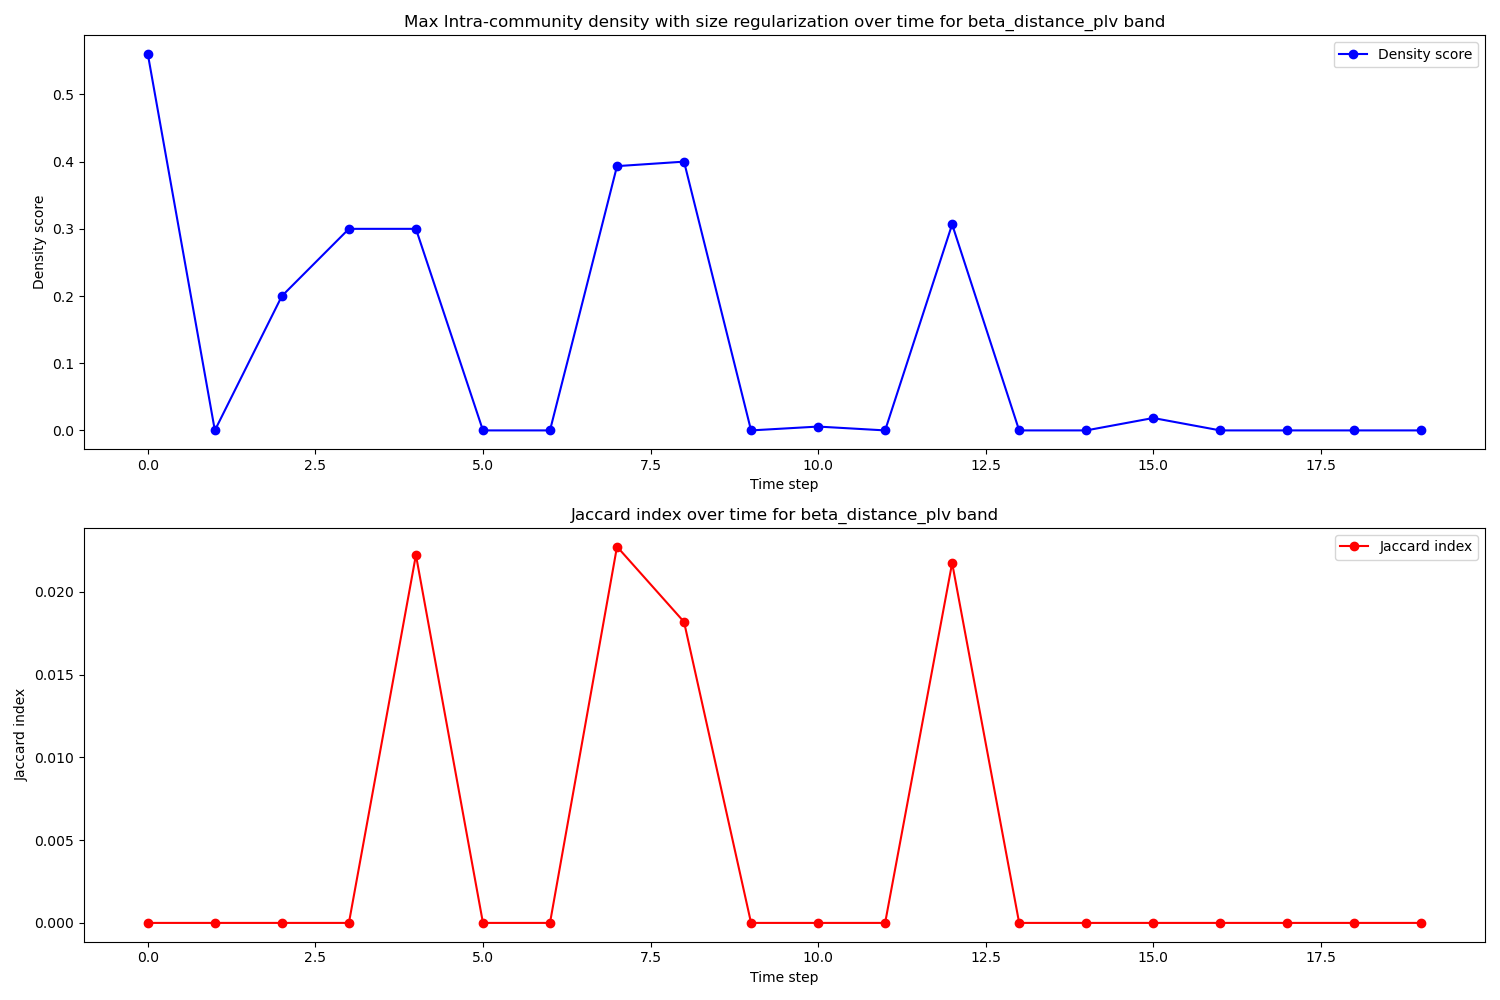 Max Intra-community density with size regularization over time for beta_distance_plv band
Density score
0.5
0.4
0.3
0.2
0.1
0.0
Density score
0.0 2.5 5.0 7.5 10.0 12.5 15.0 17.5
Time step
Jaccard index over time for beta_distance_plv band
Jaccard index
0.020
0.015
0.010
0.005
0.000
Jaccard index
0.0 2.5 5.0 7.5 10.0 12.5 15.0 17.5
Time step